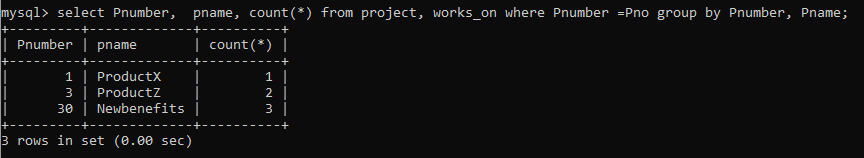 mysql> select Pnumber,  pname, count(*) from project, works_on where Pnumber =Pno group by Pnumber, Pname;
+---------+-------------+----------+
| Pnumber | pname       | count(*) |
+---------+-------------+----------+
|       1 | ProductX    |        1 |
|       3 | ProductZ    |        2 |
|      30 | Newbenefits |        3 |
+---------+-------------+----------+
3 rows in set (0.00 sec)